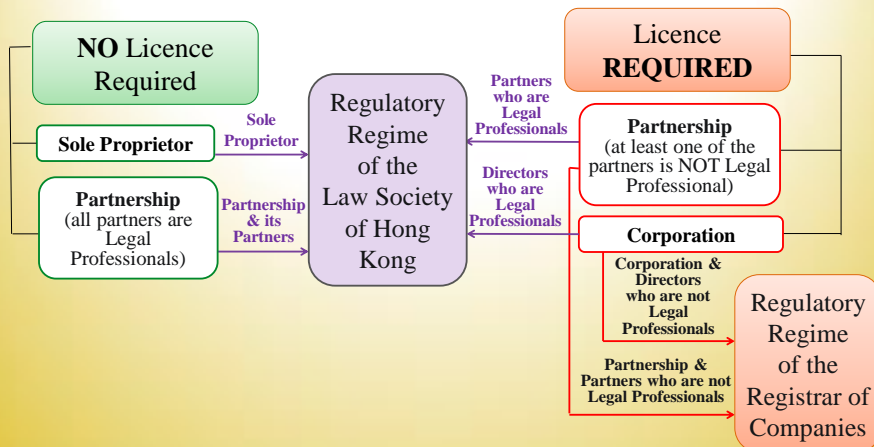 NO Licence
Required
Sole Proprietor
Partnership
(all partners are
Legal
Professionals)
Sole
Proprietor
Partnership
& its
Partners
Regulatory
Regime
of the
Law Society
of Hong
Kong
Licence
REQUIRED
Partners
who are
Legal
Professionals
Directors
who are
Legal
Professionals
Partnership
(at least one of the
partners is NOT Legal
Professional)
Corporation
Corporation &
Directors
who are not
Legal
Professionals
Partnership &
Partners who are not
Legal Professionals
Regulatory
Regime
of the
Registrar of
Companies